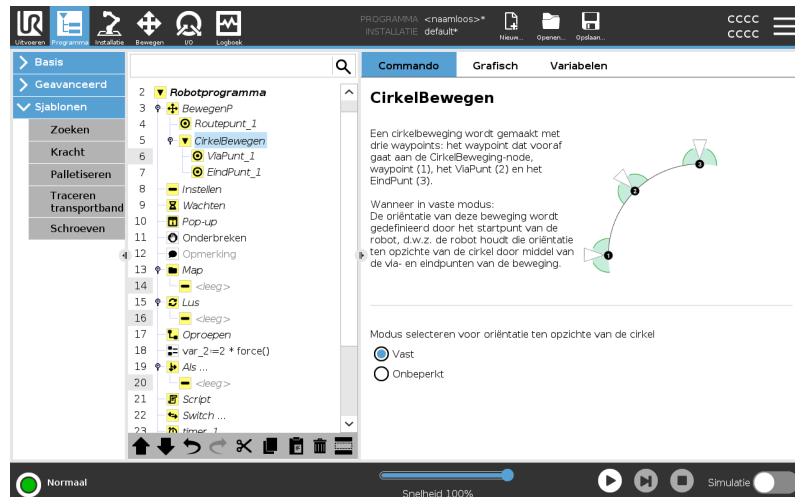 PROGRAMMA <naamloos>*
INSTALLATIE default*
UR
Uitvoeren Programma Installatie Bewegen I/O Logboek
Nieuw... Openen... Opslaan...
CCCC
CCCC
Basis
Geavanceerd
Sjablonen
Zoeken
Kracht
Palletiseren
Traceren
transportband
Schroeven
2 Robotprogramma
3 BewegenP
4 Routepunt_1
5 CirkelBewegen
6 ViaPunt_1
7 EindPunt_1
8 Instellen
9 Wachten
10 Pop-up
11 Onderbreken
12 Opmerking
13 Map
14 <leeg>
15 Lus
16 <leeg>
17 Oproepen
18 var_2:=2 * force()
19 Als ...
20 <leeg>
21 Script
22 Switch ...
23 timer_1
Commando Grafisch Variabelen
CirkelBewegen
Een cirkelbeweging wordt gemaakt met
drie waypoints: het waypoint dat vooraf
gaat aan de CirkelBeweging-node,
waypoint (1), het ViaPunt (2) en het
EindPunt (3).
Wanneer in vaste modus:
De oriëntatie van deze beweging wordt
gedefinieerd door het startpunt van de
robot, d.w.z. de robot houdt die oriëntatie
ten opzichte van de cirkel door middel van
de via- en eindpunten van de beweging.
3
2
1
Modus selecteren voor oriëntatie ten opzichte van de cirkel
Vast
Onbeperkt
Normaal
Snelheid 100%
Simulatie